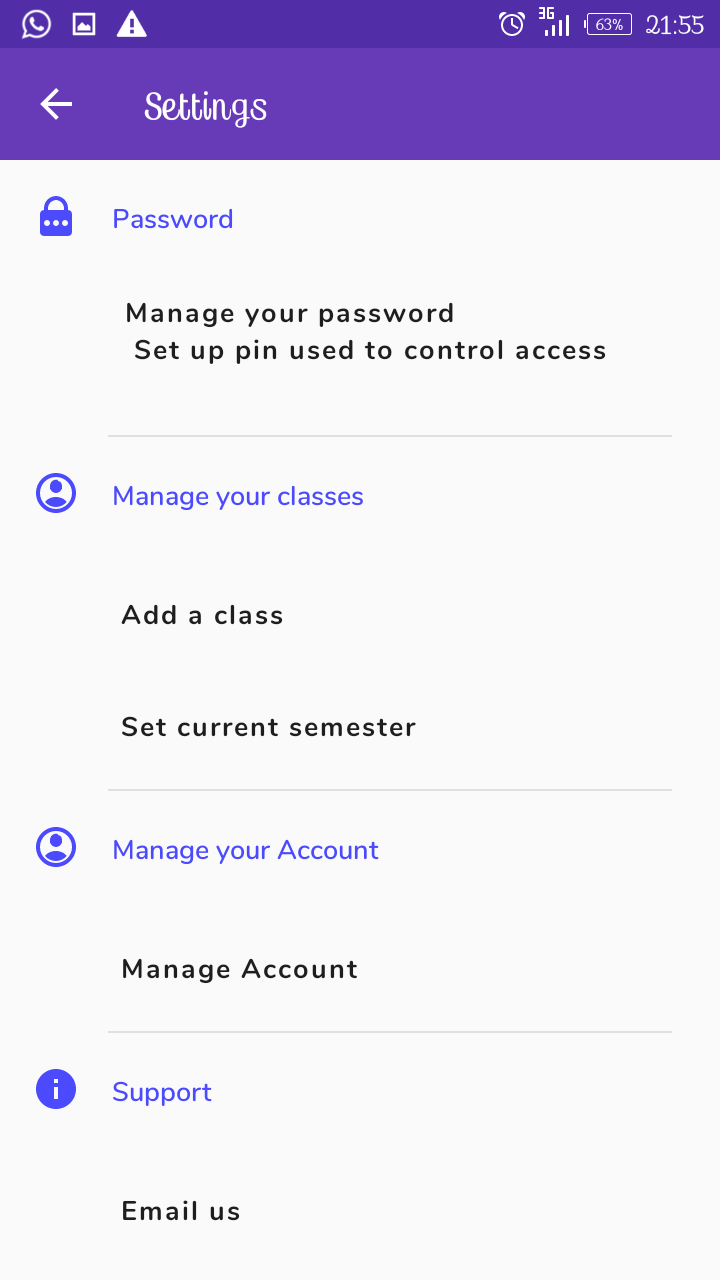 3G 63% 21:55
Settings
Password
Manage your password
Set up pin used to control access
Manage your classes
Add a class
Set current semester
Manage your Account
Manage Account
Support
Email us